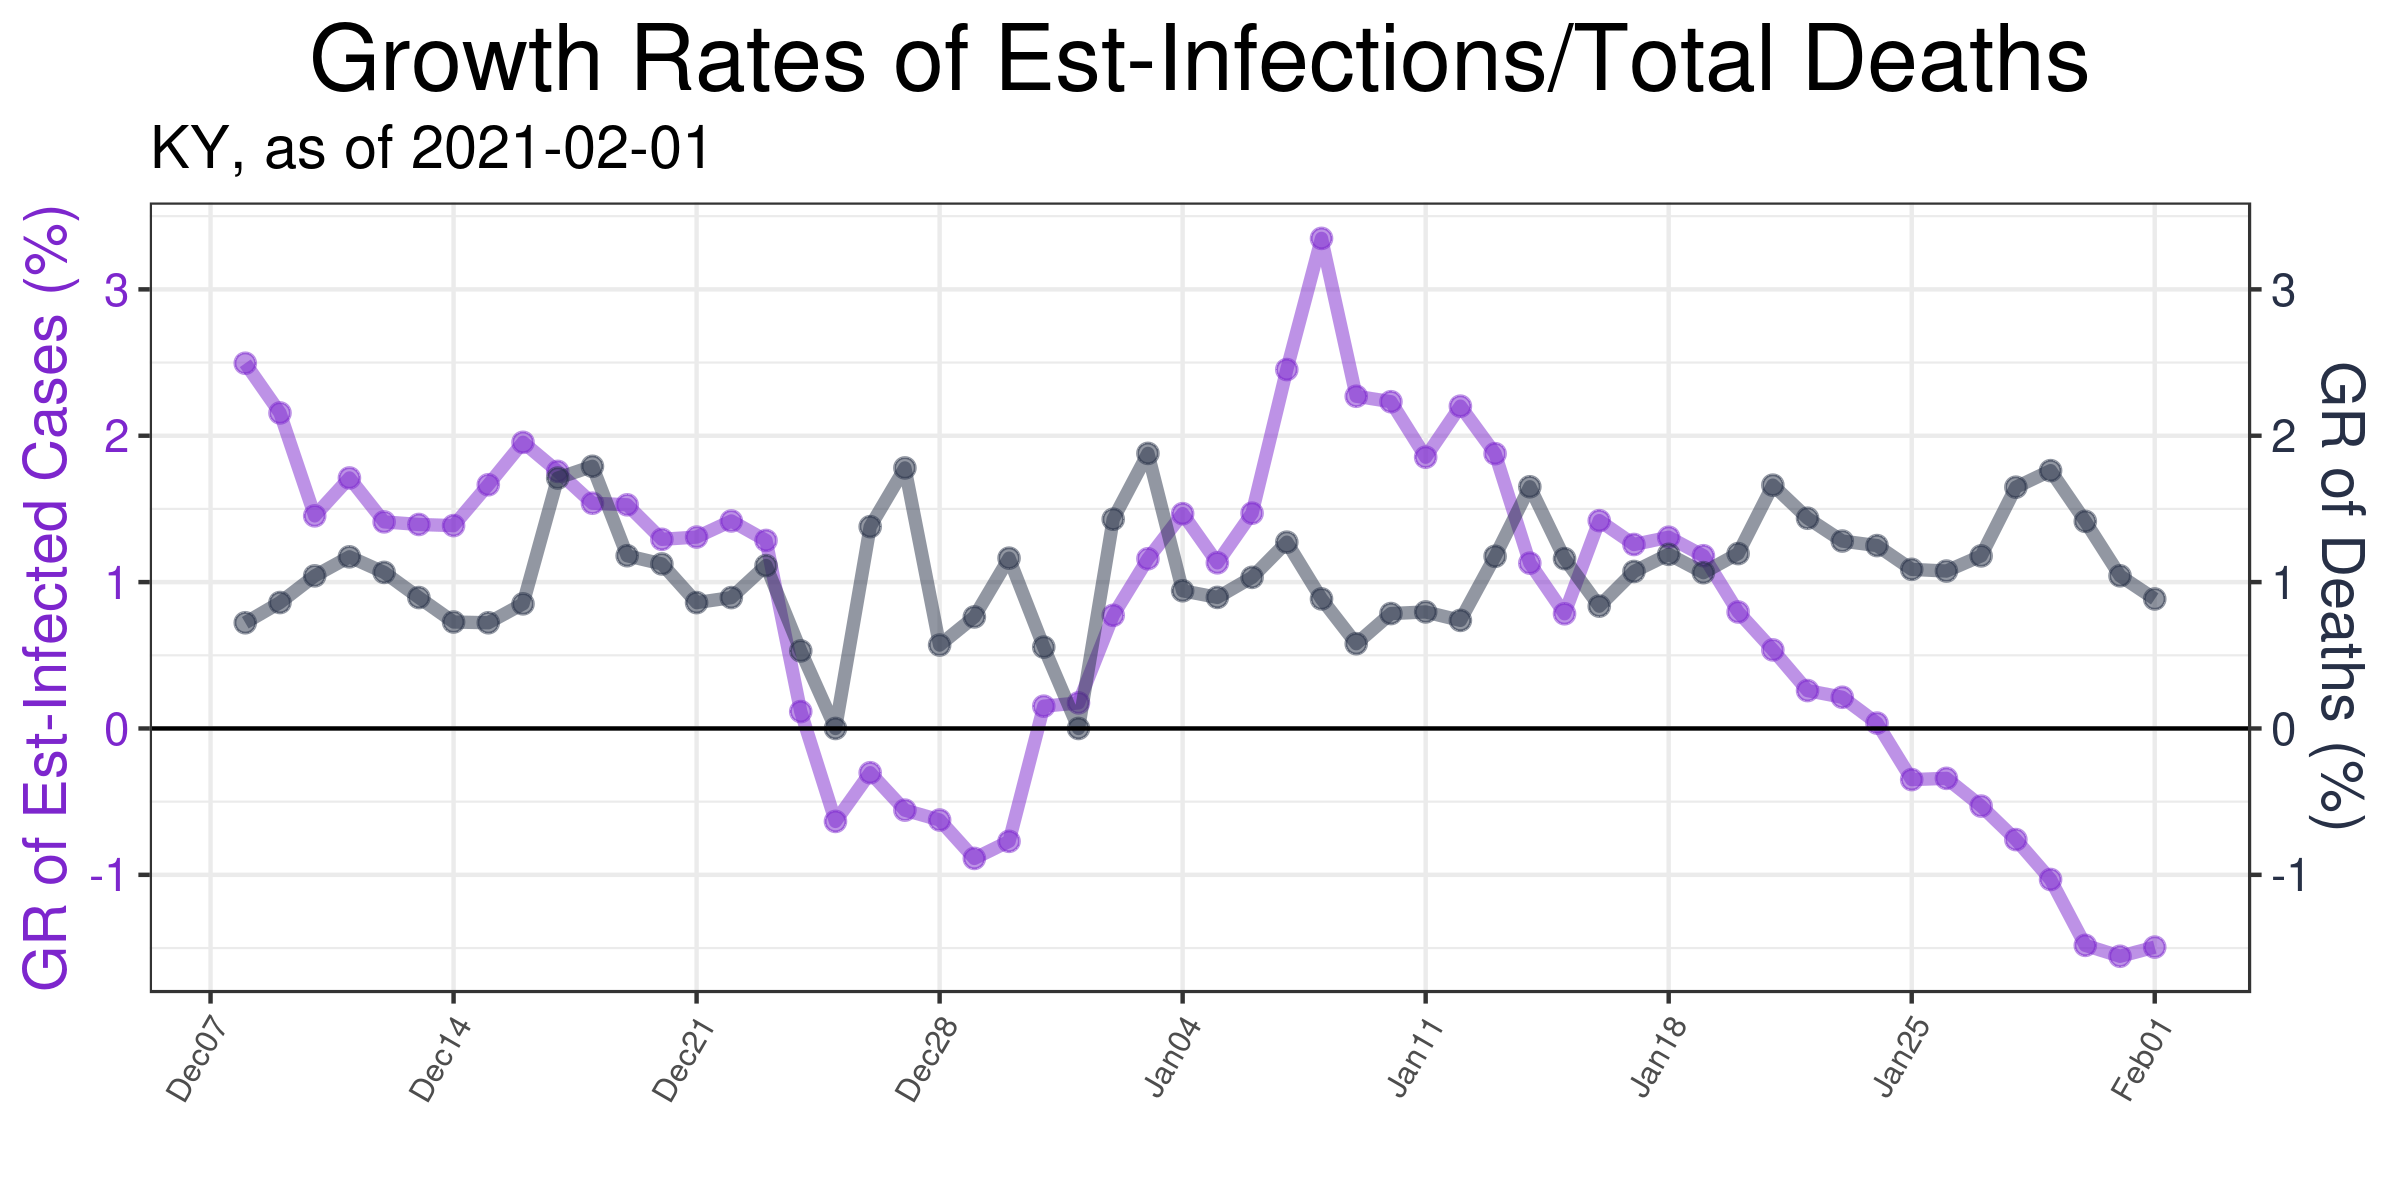 Growth Rates of Est-Infections/Total Deaths
KY, as of 2021-02-01
GR of Est-Infected Cases (%)
3
2
1
0
-1
3
2
1
0
-1
GR of Deaths (%)
Dec07
Dec14
Dec21
Dec28
Jan04
Jan11
Jan18
Jan25
Feb01